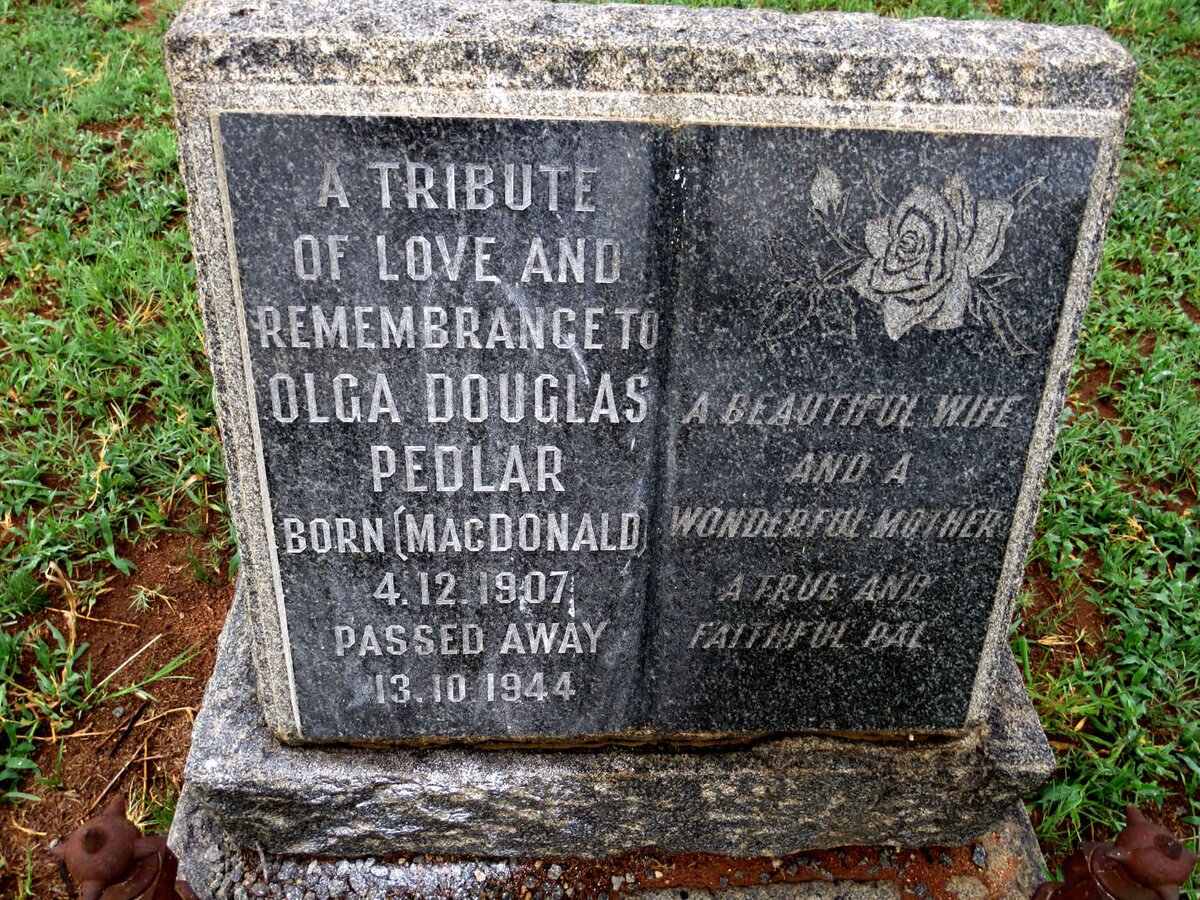 A TRIBUTE
OF LOVE AND
REMEMBRANCE TO
OLGA DOUGLAS
PEDLAR
BORN (MACDONALD)
4.12.1907
PASSED AWAY
13.10.1944
A BEAUTIFUL WIFE
AND A
WONDERFUL MOTHER
A TRUE AND
FAITHFUL PAL